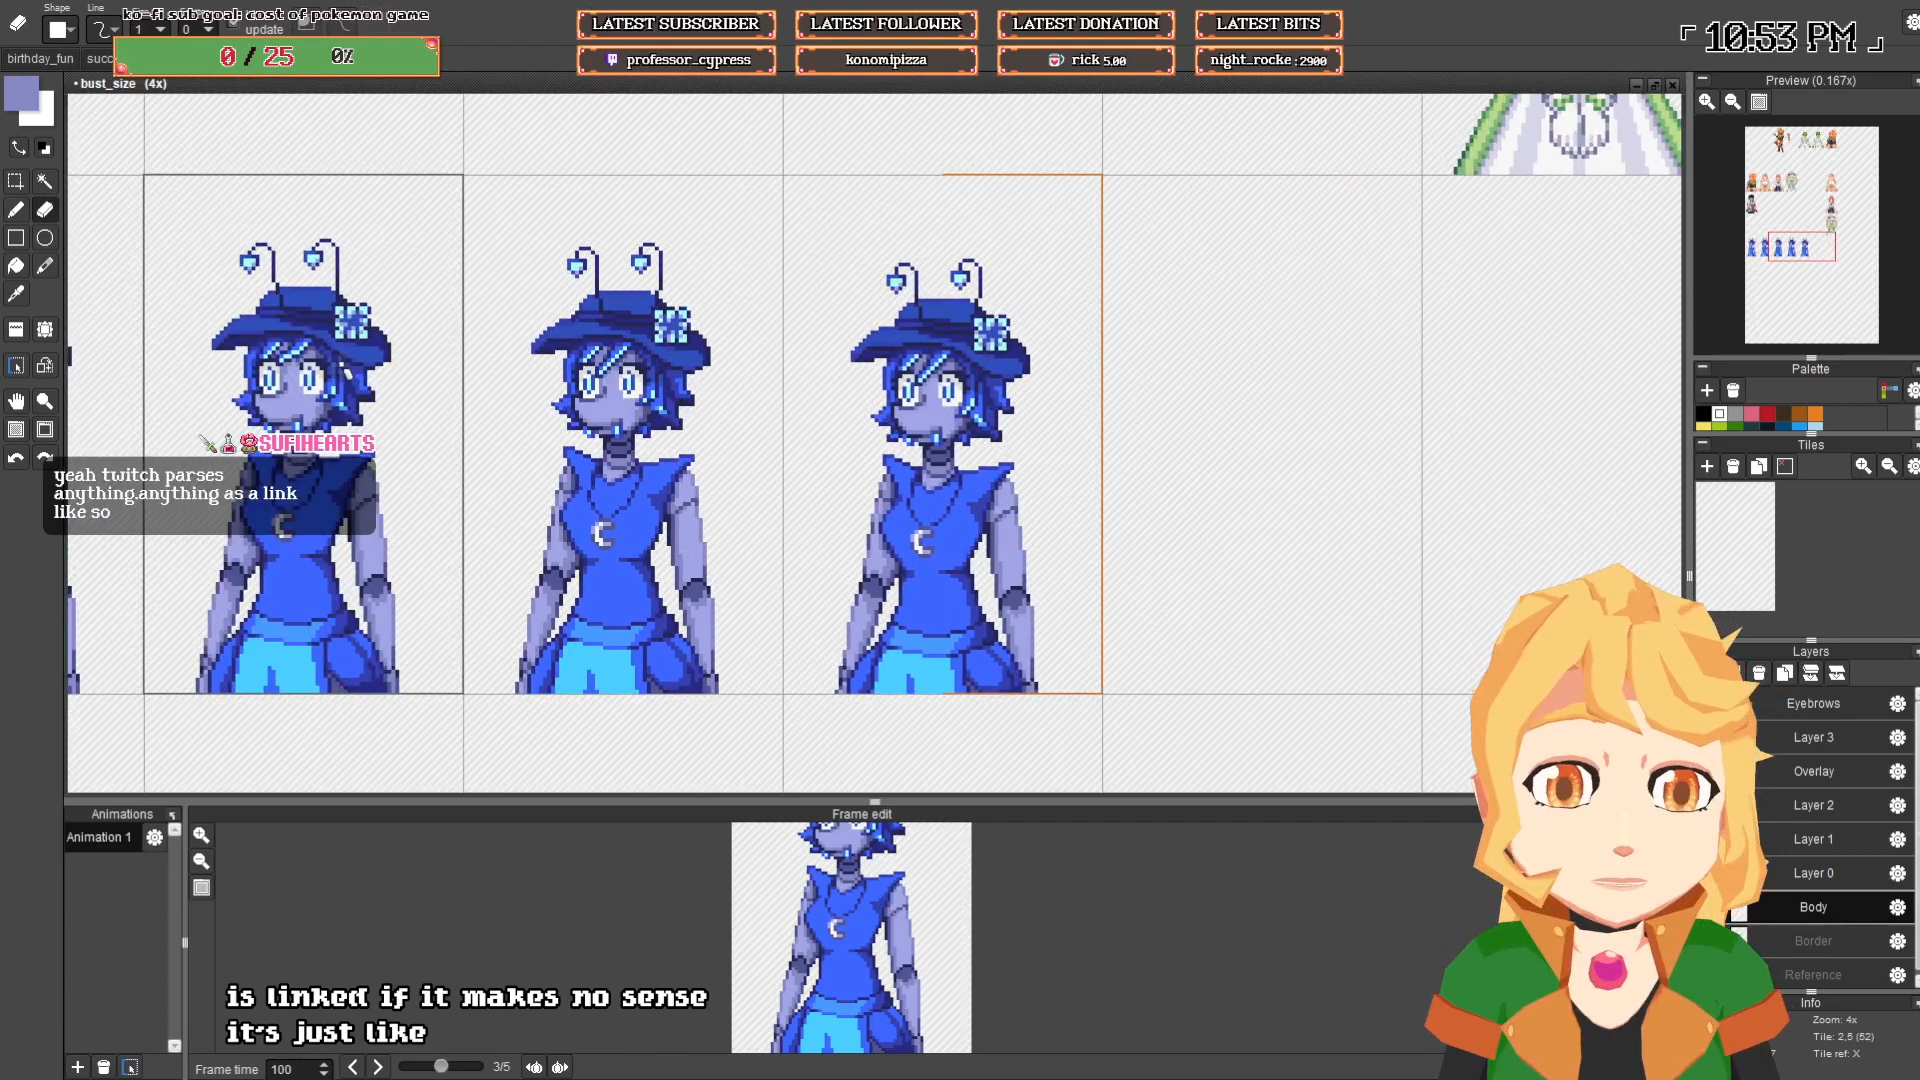 Shape
Line
ko-fi sub goal: cost of pokemon game
1
0
update
0 / 25 0%
birthday_fun
succ
LATEST SUBSCRIBER
professor_cypress
LATEST FOLLOWER
konomipizza
LATEST DONATION
rick 5.00
LATEST BITS
night_rocke : 2900
10:53 PM
• bust_size (4x)
Preview (0.167x)
Palette
Tiles
SUFIHEARTS
yeah twitch parses
anything.anything as a link
like so
Layers
Eyebrows
Layer 3
Overlay
Layer 2
Layer 1
Layer 0
Body
Border
Reference
Info
Zoom: 4x
Tile: 2,5 (52)
Tile ref: X
Animations
Animation 1
Frame edit
is linked if it makes no sense
it's just like
Frame time 100
3/5